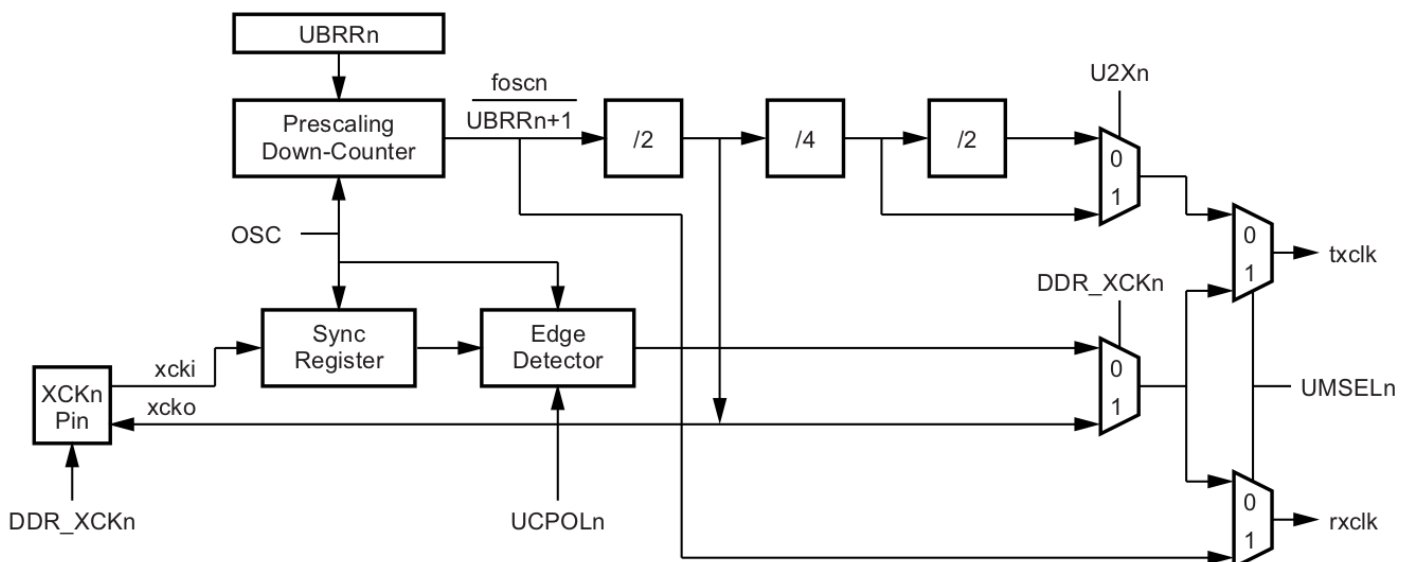 UBRRn
foscn
UBRRn+1
U2Xn
Prescaling
Down-Counter
/2
/4
/2
0
1
OSC
0
1
txclk
DDR_XCKn
Sync
Register
Edge
Detector
xcki
0
1
XCKn
Pin
xcko
UMSELn
DDR_XCKn
UCPOLn
0
1
rxclk